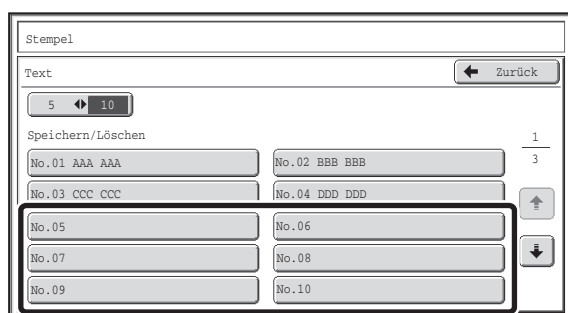 Stempel
Text
Zurück
5 10
Speichern/Löschen
1
3
No.01 AAA AAA No.02 BBB BBB
No.03 CCC CCC No.04 DDD DDD
No.05 No.06
No.07 No.08
No.09 No.10